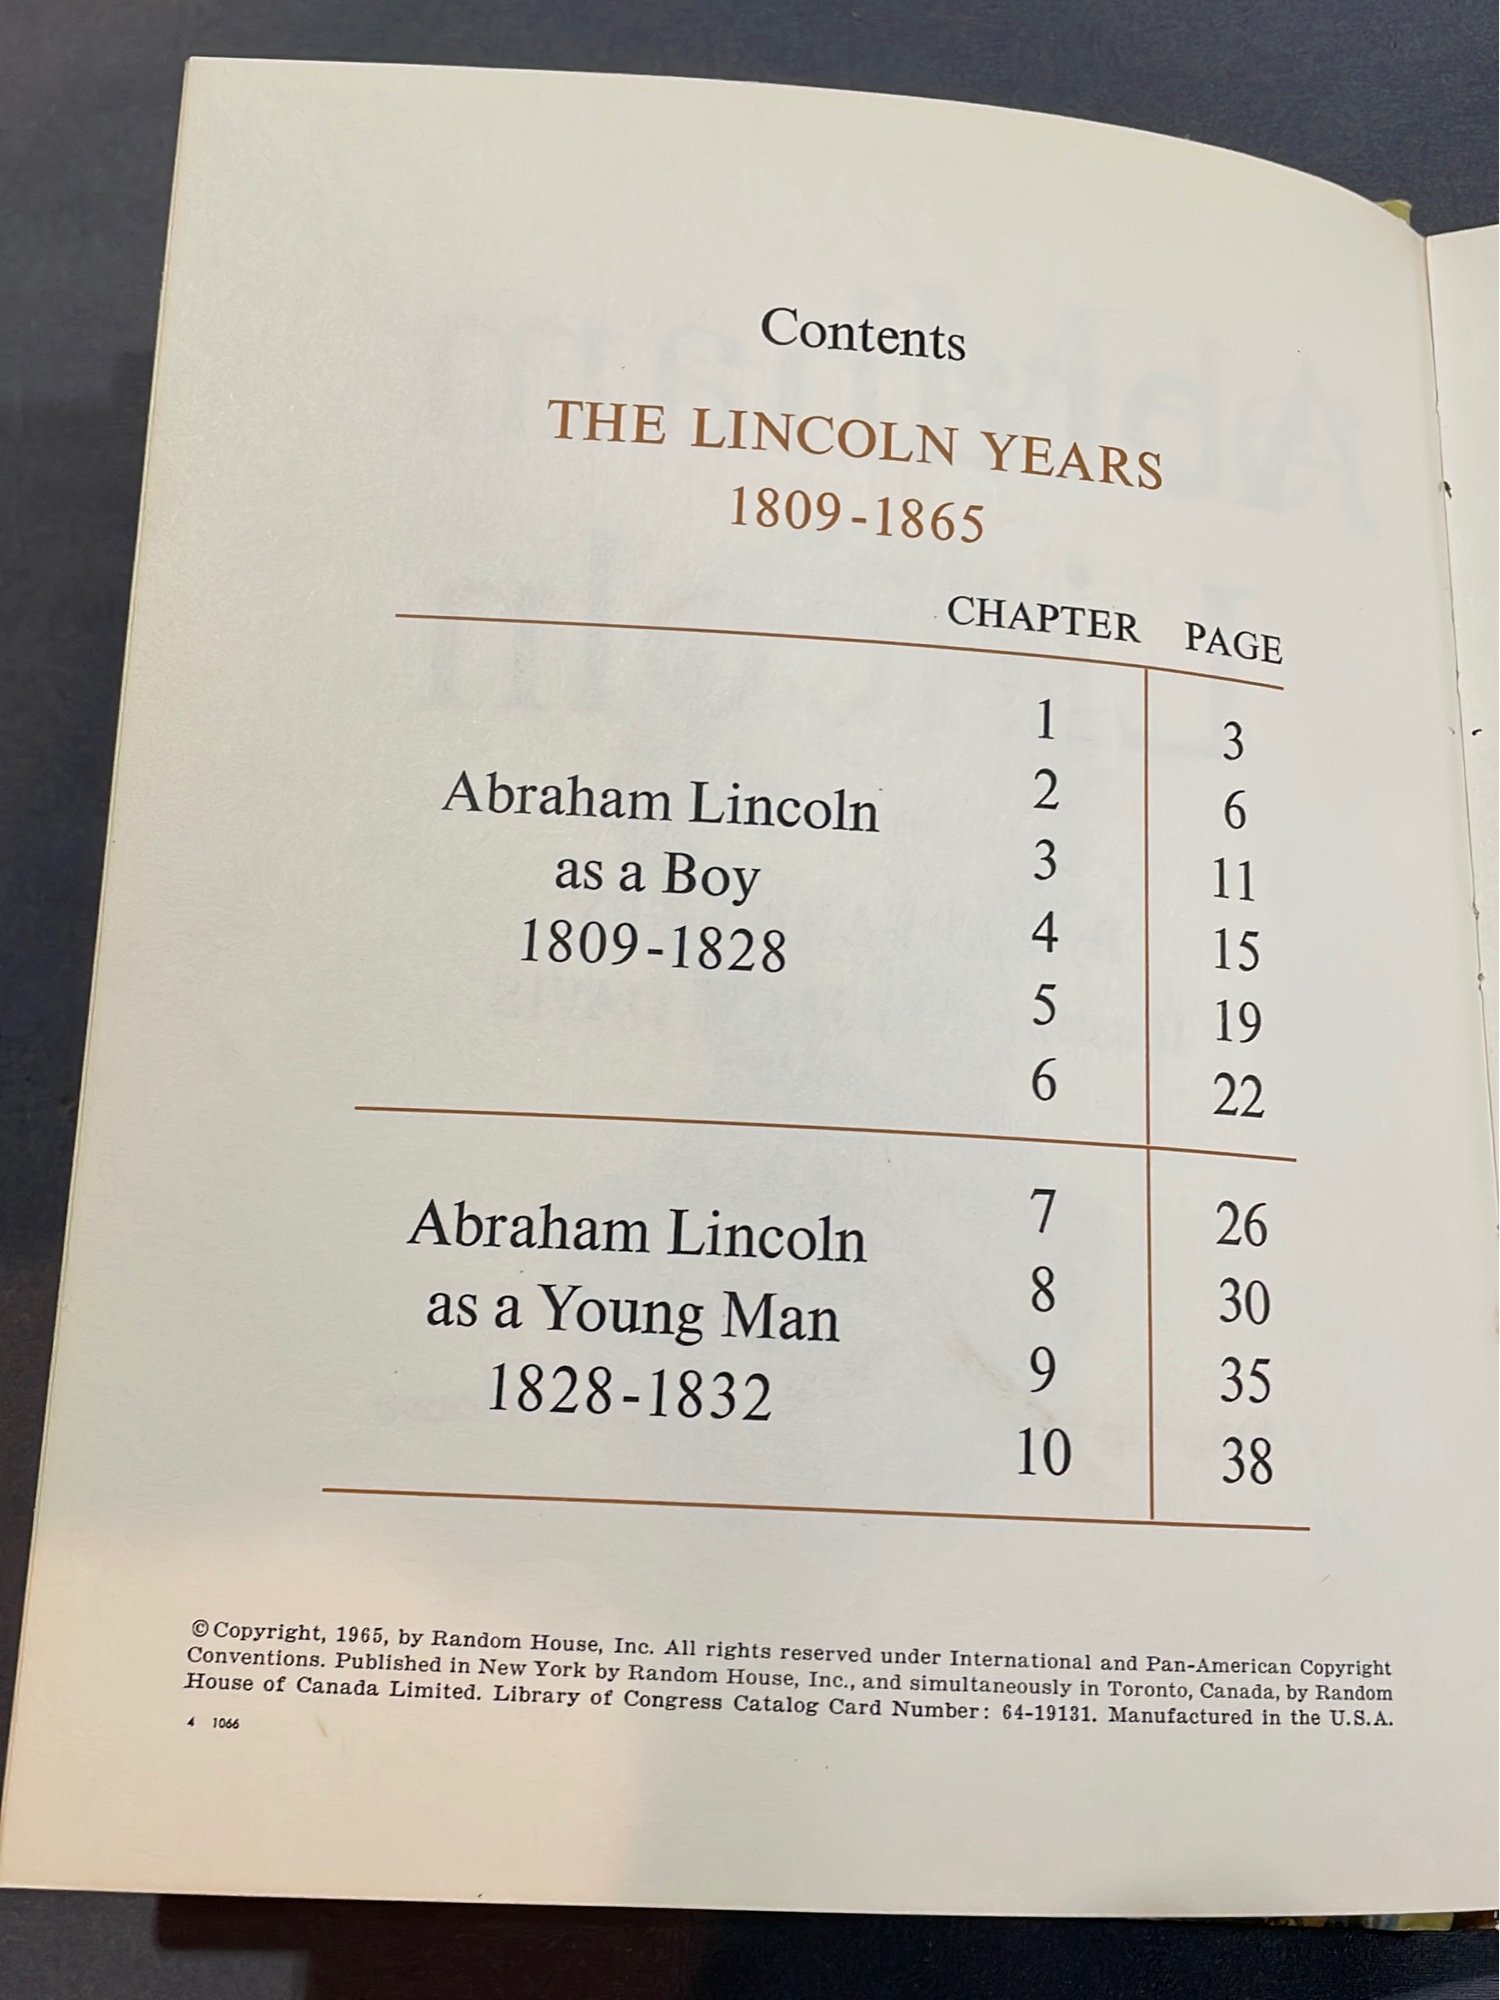 Contents
THE LINCOLN YEARS
1809-1865
CHAPTER PAGE
Abraham Lincoln
as a Boy
1809-1828
1 3
2 6
3 11
4 15
5 19
6 22
Abraham Lincoln
as a Young Man
1828-1832
7 26
8 30
9 35
10 38
© Copyright, 1965, by Random House, Inc. All rights reserved under International and Pan-American Copyright
Conventions. Published in New York by Random House, Inc., and simultaneously in Toronto, Canada, by Random
House of Canada Limited. Library of Congress Catalog Card Number: 64-19131. Manufactured in the U.S.A.
4 1066